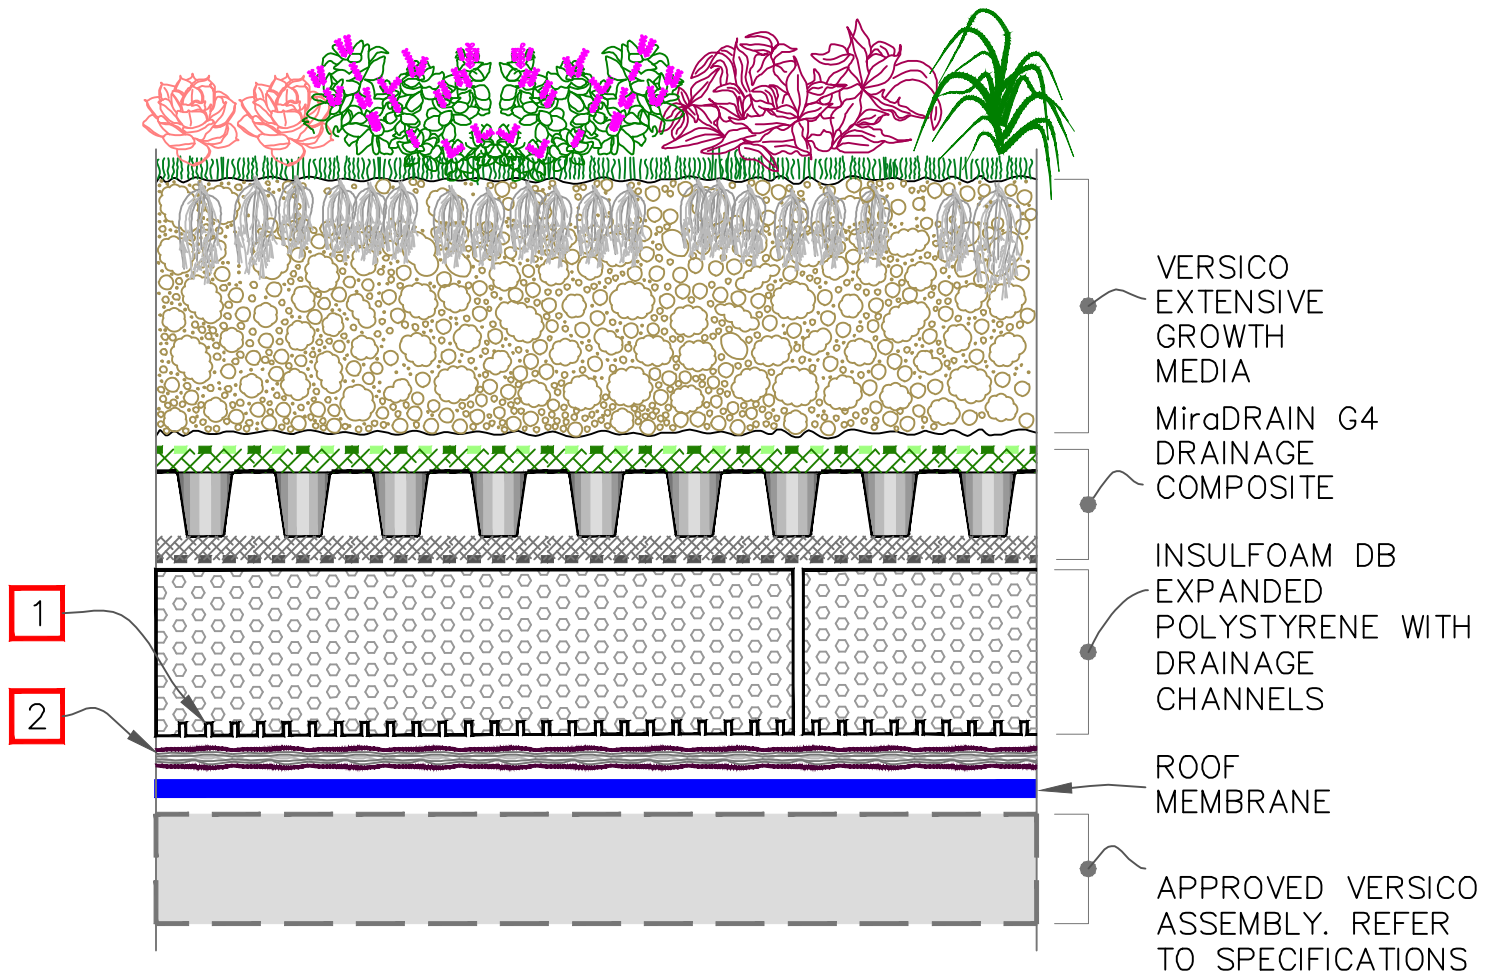 VERSICO
EXTENSIVE
GROWTH
MEDIA
MiraDRAIN G4
DRAINAGE
COMPOSITE
INSULFOAM DB
EXPANDED
POLYSTYRENE WITH
DRAINAGE
CHANNELS
1
2
ROOF
MEMBRANE
APPROVED VERSICO
ASSEMBLY. REFER
TO SPECIFICATIONS